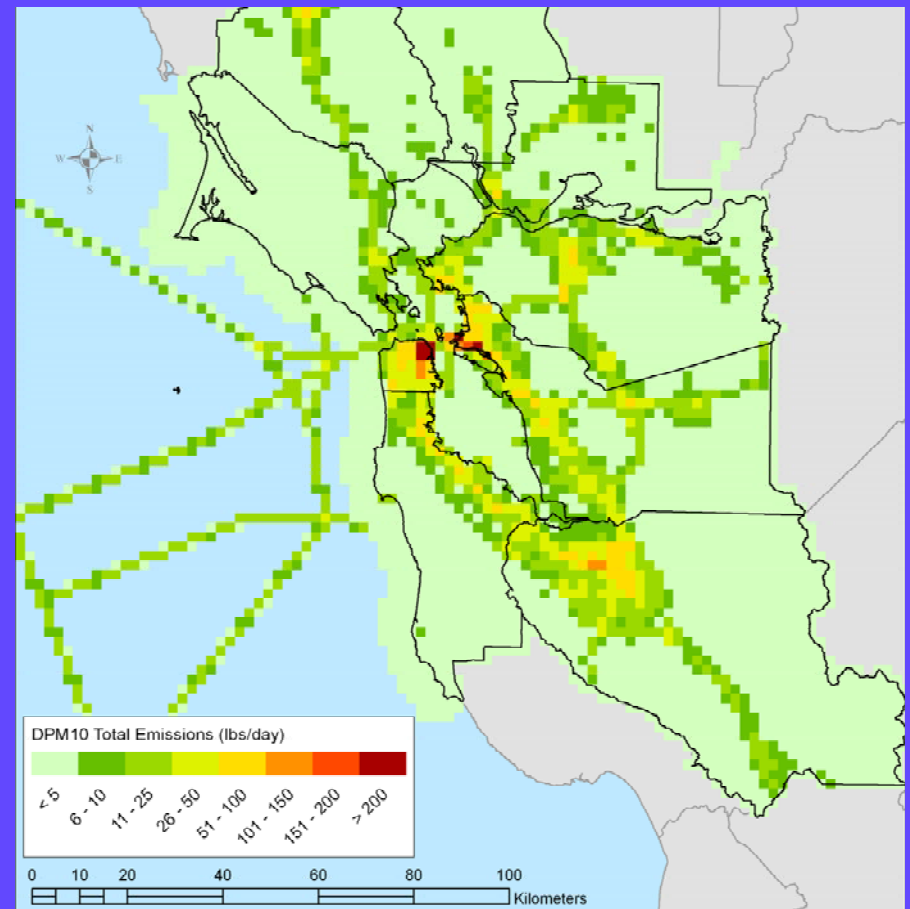 N
W E
S
DPM10 Total Emissions (lbs/day)
< 5
6 - 10
11 - 25
26 - 50
51 - 100
101 - 150
151 - 200
> 200
0 10 20 40 60 80 100
Kilometers